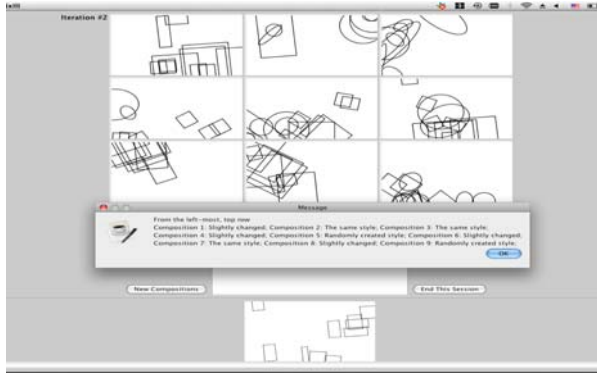 Iteration #2
Message
From the left-most, top row
Composition 1: Slightly changed; Composition 2: The same style; Composition 3: The same style;
Composition 4: Slightly changed; Composition 5: Randomly created style; Composition 6: Slightly changed;
Composition 7: The same style; Composition 8: Slightly changed; Composition 9: Randomly created style;
OK
New Compositions
End This Session